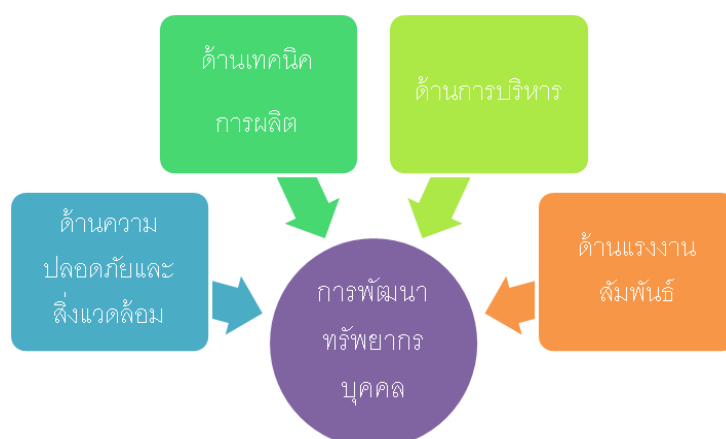 ด้านเทคนิค
การผลิต
ด้านการบริหาร
ด้านความ
ปลอดภัยและ
สิ่งแวดล้อม
ด้านแรงงาน
สัมพันธ์
การพัฒนา
ทรัพยากร
บุคคล